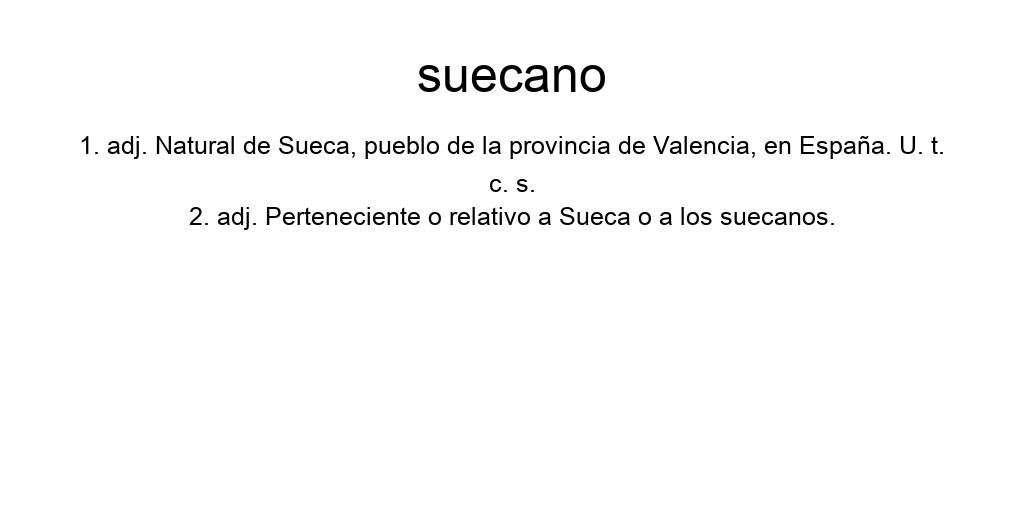 suecano
1. adj. Natural de Sueca, pueblo de la provincia de Valencia, en España. U. t.
c. s.
2. adj. Perteneciente o relativo a Sueca o a los suecanos.